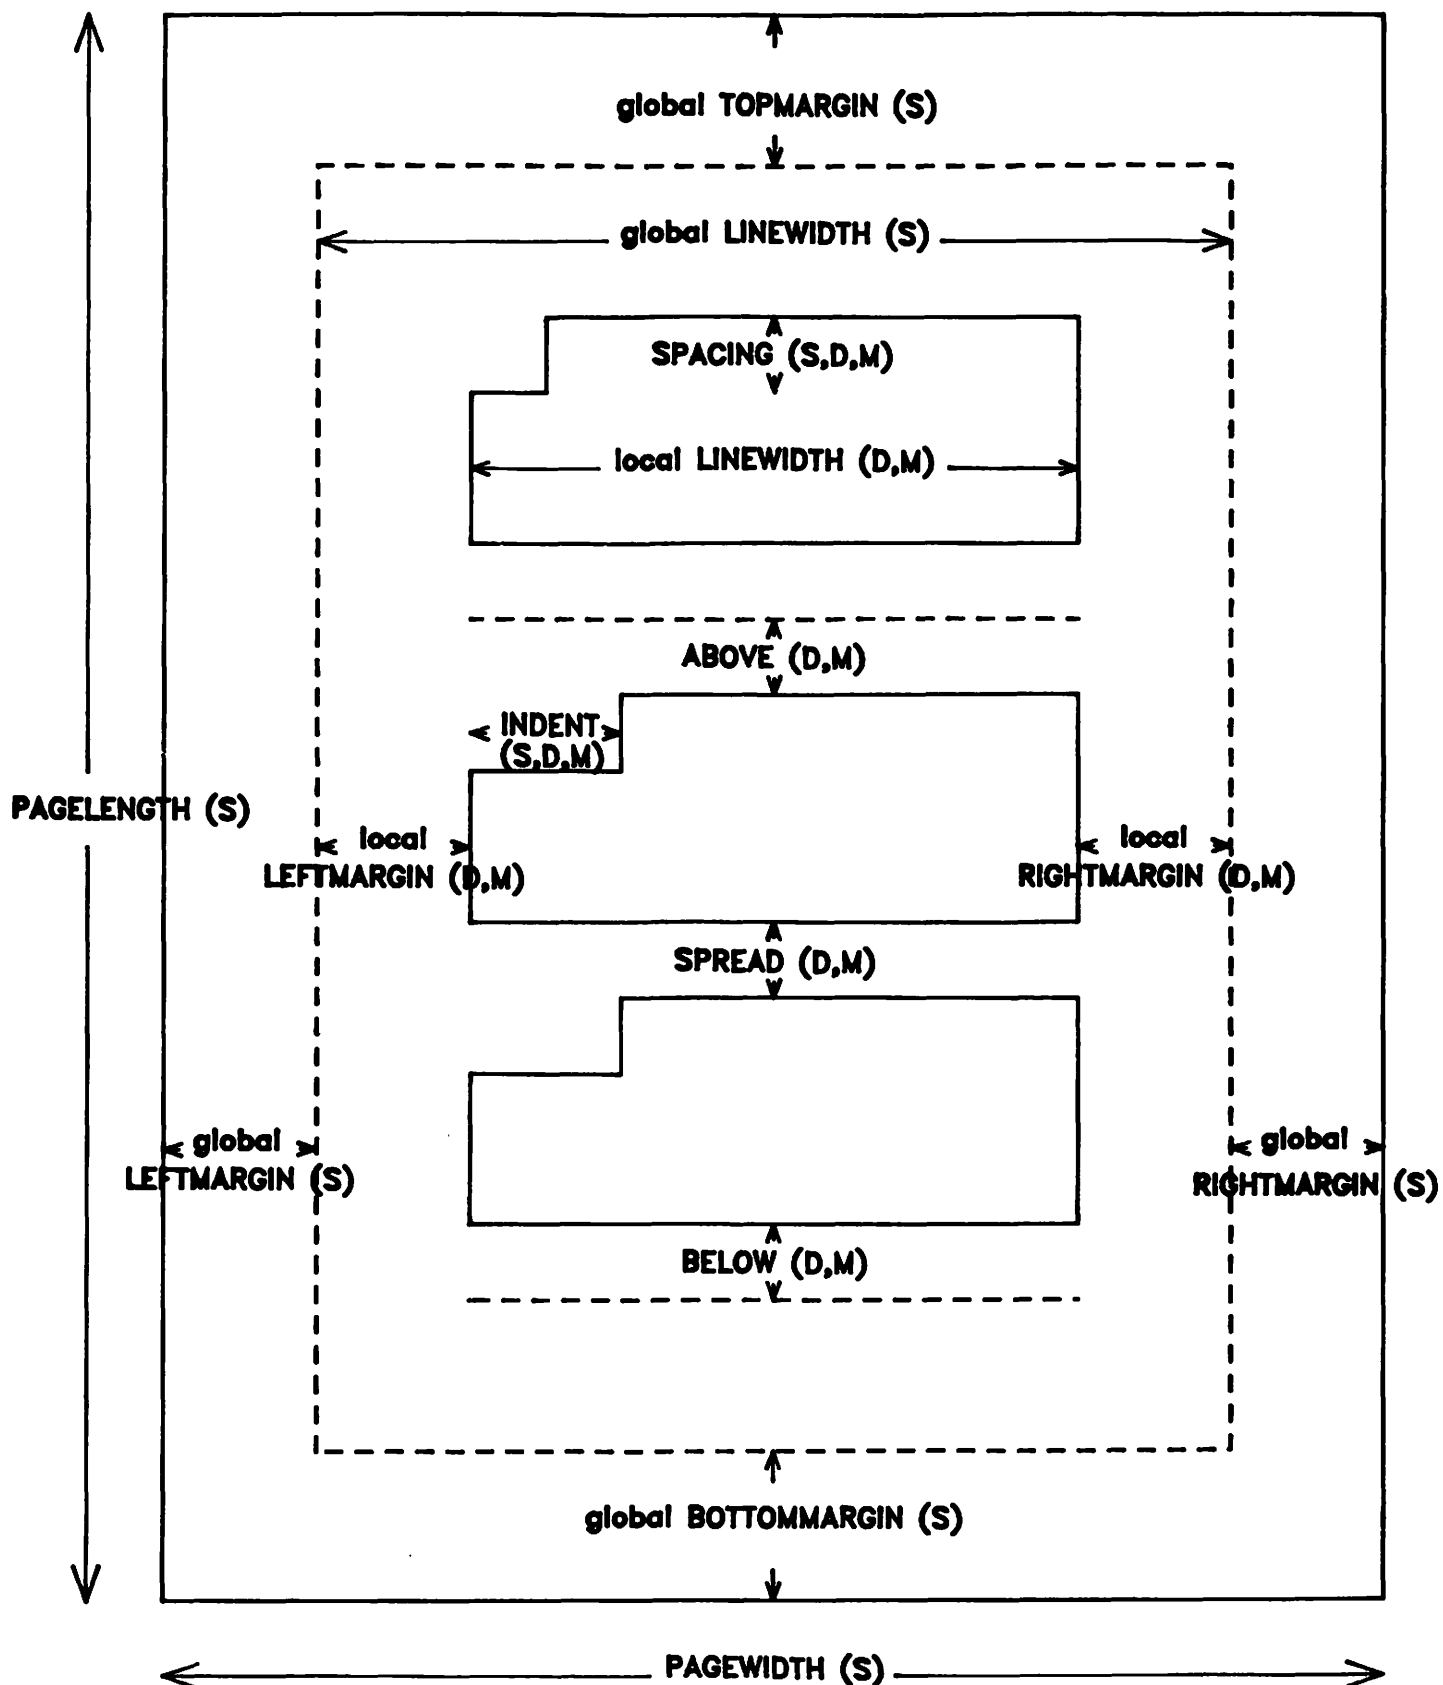 global TOPMARGIN (S)
global LINEWIDTH (S)
SPACING (S,D,M)
local LINEWIDTH (D,M)
ABOVE (D,M)
INDENT
(S,D,M)
PAGELENGTH (S)
local
LEFTMARGIN (D,M)
local
RIGHTMARGIN (D,M)
SPREAD (D,M)
global
LEFTMARGIN (S)
global
RIGHTMARGIN (S)
BELOW (D,M)
global BOTTOMMARGIN (S)
PAGEWIDTH (S)